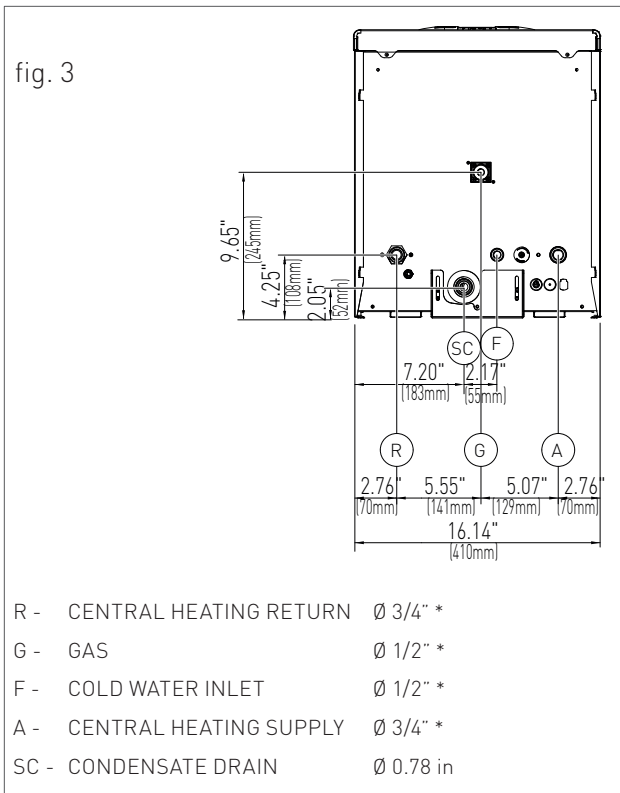 fig. 3
9.65"
(245mm)
4.25"
(108mm)
2.05"
(52mm)
SC
F
7.20"
(183mm)
2.17"
(55mm)
R
G
A
2.76"
(70mm)
5.55"
(141mm)
5.07"
(129mm)
2.76"
(70mm)
16.14"
(410mm)
R - CENTRAL HEATING RETURN Ø 3/4" *
G - GAS Ø 1/2" *
F - COLD WATER INLET Ø 1/2" *
A - CENTRAL HEATING SUPPLY Ø 3/4" *
SC - CONDENSATE DRAIN Ø 0.78 in